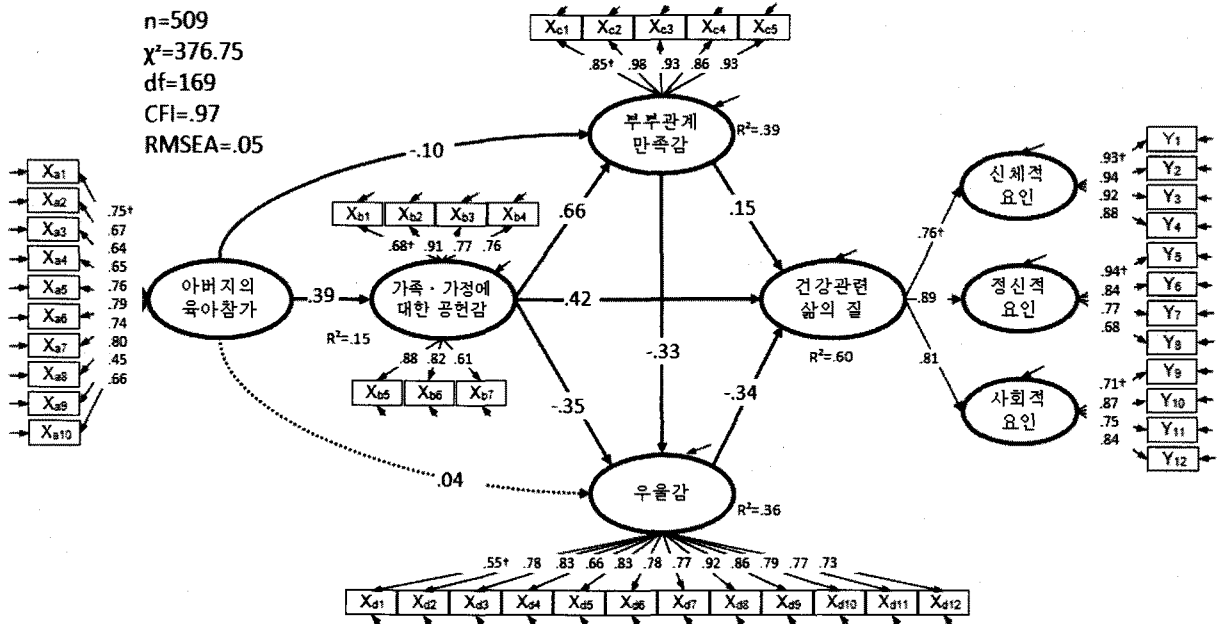 n=509
χ²=376.75
df=169
CFI=.97
RMSEA=.05
Xc1 Xc2 Xc3 Xc4 Xc5
.85† .98 .93 .86 .93
부부관계
만족감
R²=.39
-.10
Xa1
Xa2
Xa3
Xa4
Xa5
Xa6
Xa7
Xa8
Xa9
Xa10
.75†
.67
.64
.65
.76
.79
.74
.80
.45
.66
아버지의
육아참가
.39
Xb1 Xb2 Xb3 Xb4
.68† .91 .77 .76
가족・가정에
대한 공헌감
R²=.15
.88 .82 .61
Xb5 Xb6 Xb7
.66
.15
.42
-.33
-.35
-.34
.04
건강관련
삶의 질
R²=.60
.76†
.89
.81
신체적
요인
정신적
요인
사회적
요인
.93†
.94
.92
.88
.94†
.84
.77
.68
.71†
.87
.75
.84
Y1
Y2
Y3
Y4
Y5
Y6
Y7
Y8
Y9
Y10
Y11
Y12
우울감
R²=.36
.55† .78 .83 .66 .83 .78 .77 .92 .86 .79 .77 .73
Xd1 Xd2 Xd3 Xd4 Xd5 Xd6 Xd7 Xd8 Xd9 Xd10 Xd11 Xd12